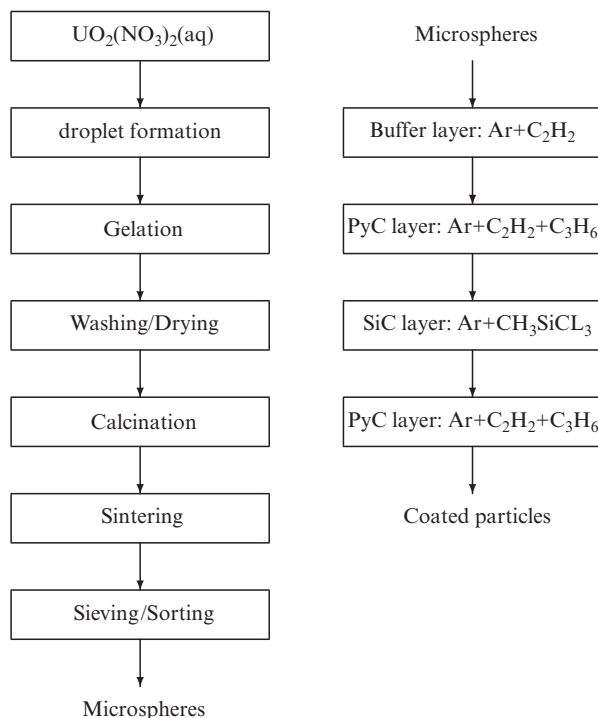 UO₂(NO₃)₂(aq)
droplet formation
Gelation
Washing/Drying
Calcination
Sintering
Sieving/Sorting
Microspheres
Microspheres
Buffer layer: Ar+C₂H₂
PyC layer: Ar+C₂H₂+C₃H₆
SiC layer: Ar+CH₃SiCL₃
PyC layer: Ar+C₂H₂+C₃H₆
Coated particles